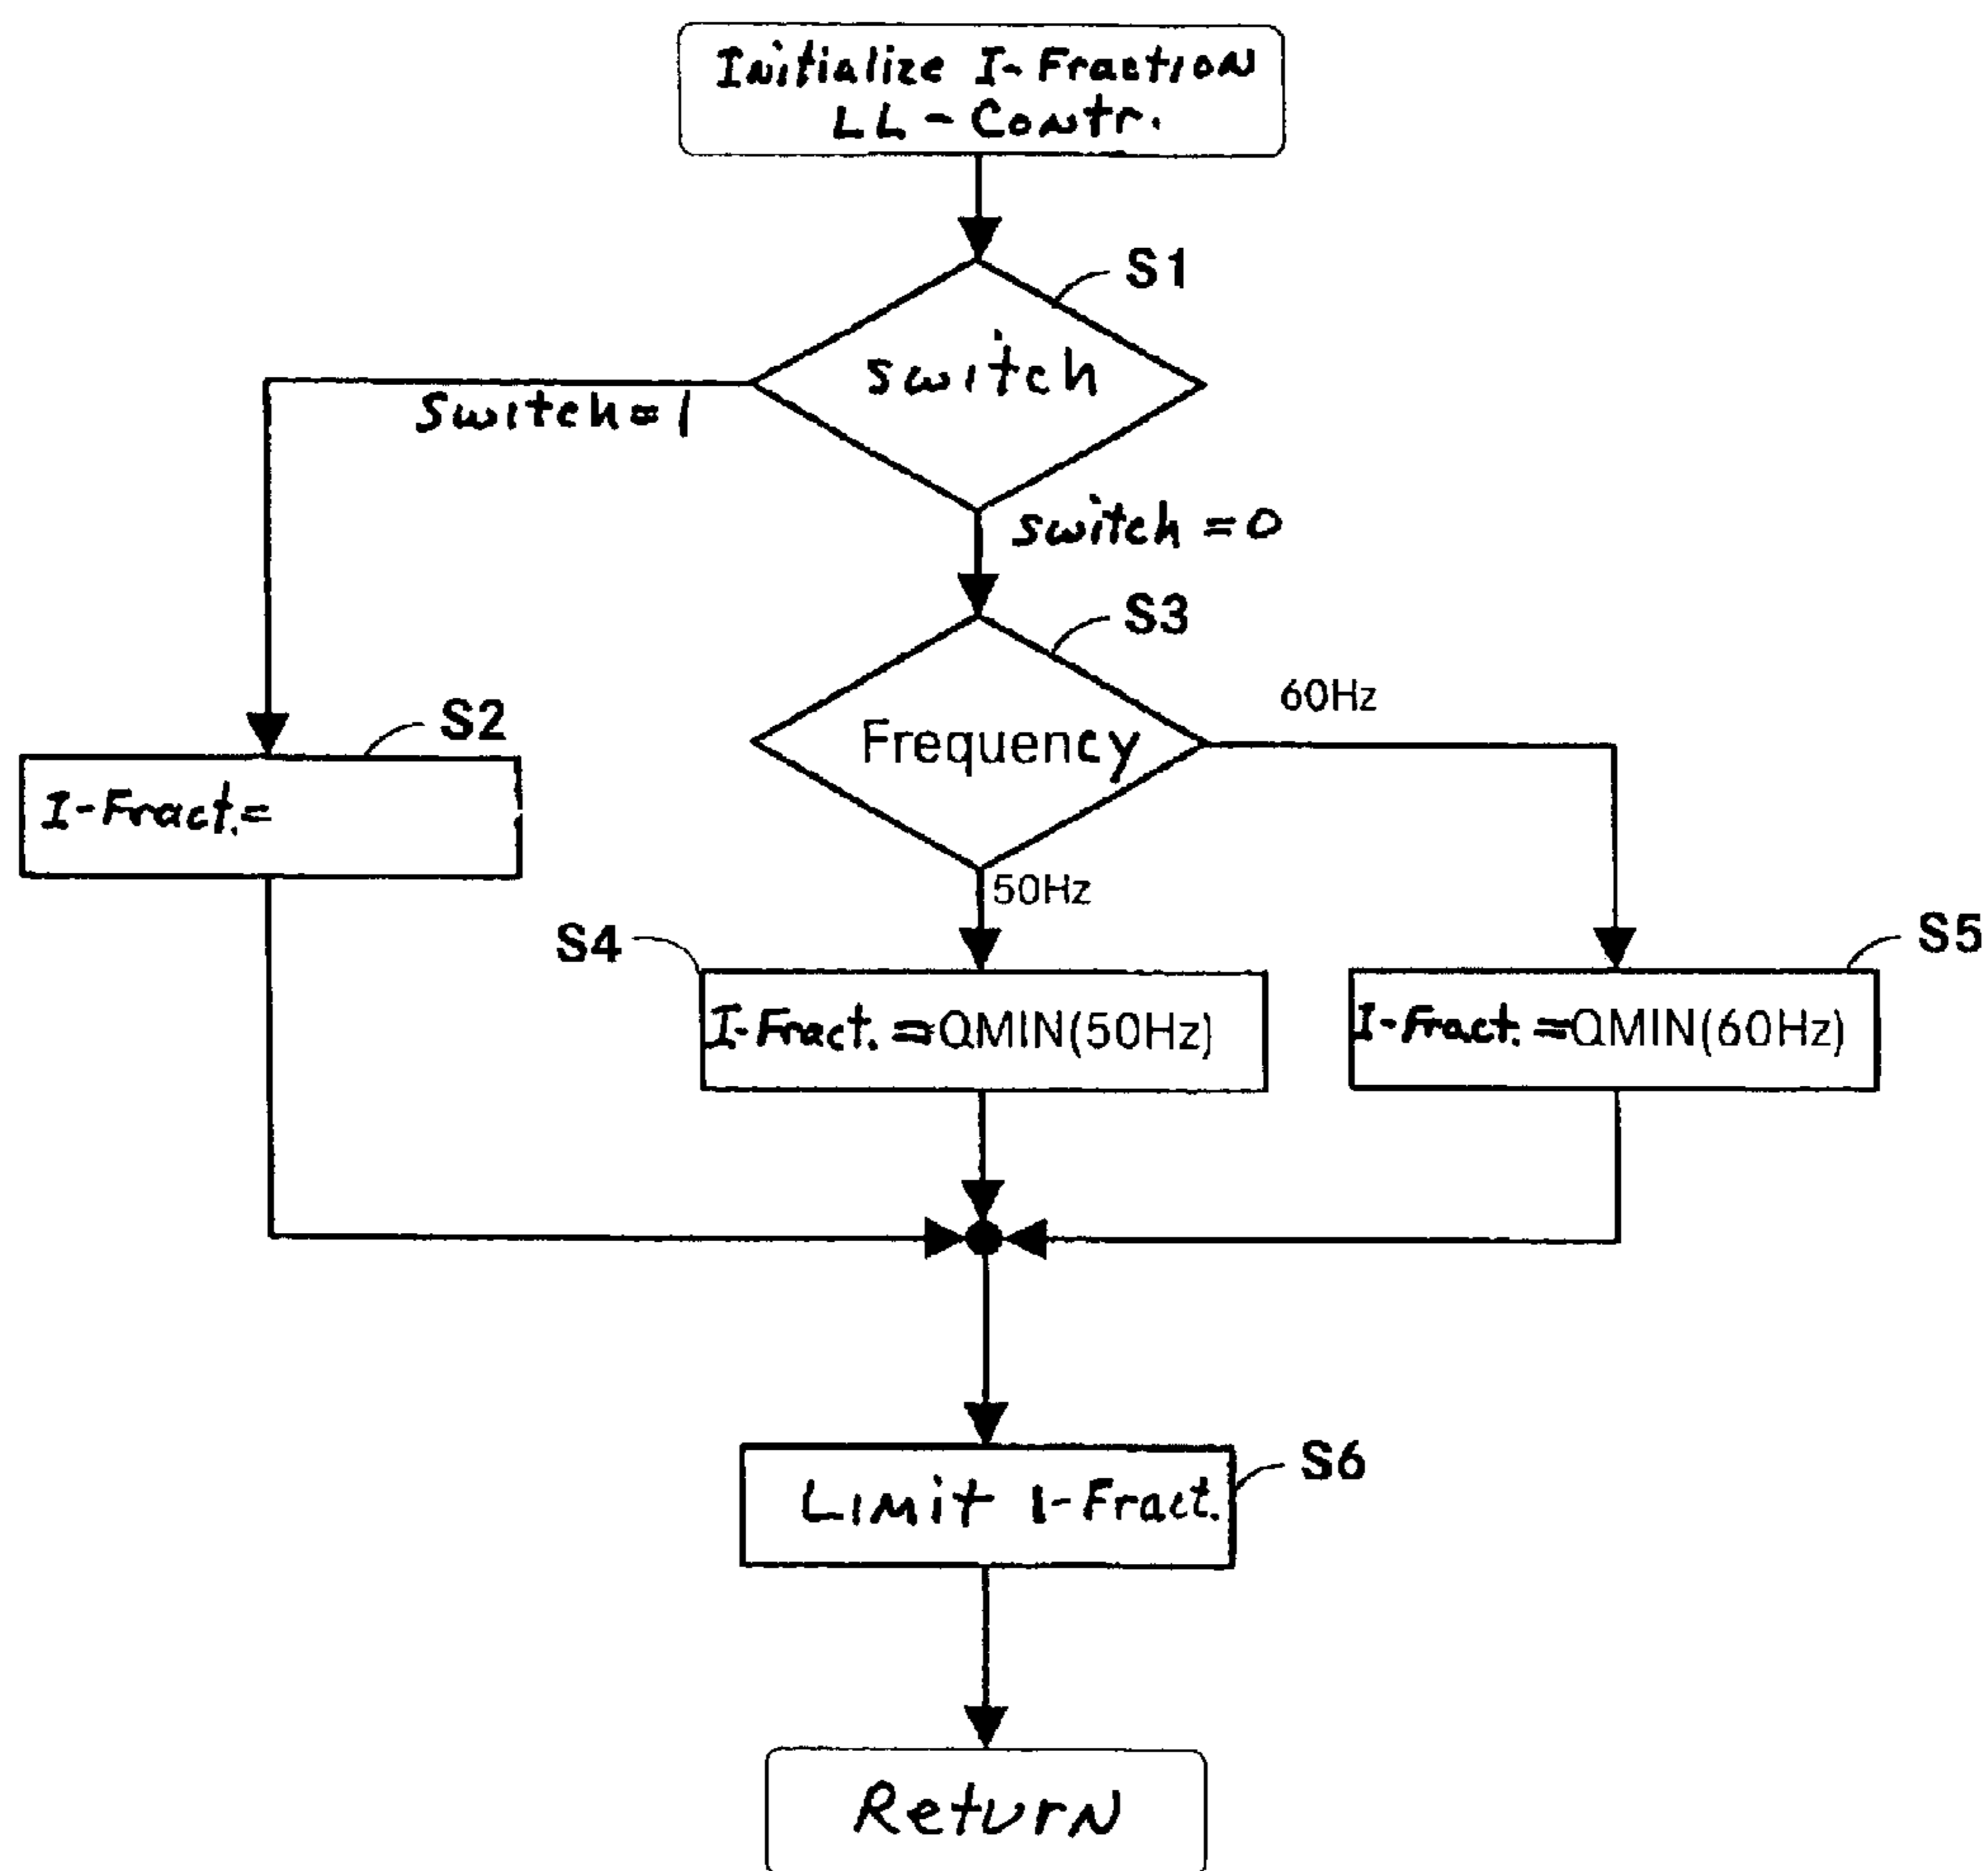 Initialize I-Fraction
LL-Contr.
S1
switch
Switch=1
switch=0
S3
60Hz
Frequency
S2
I-Fract.=
50Hz
S4
S5
I-Fract.=QMIN(50Hz)
I-Fract.=QMIN(60Hz)
S6
Limit I-Fract.
Return